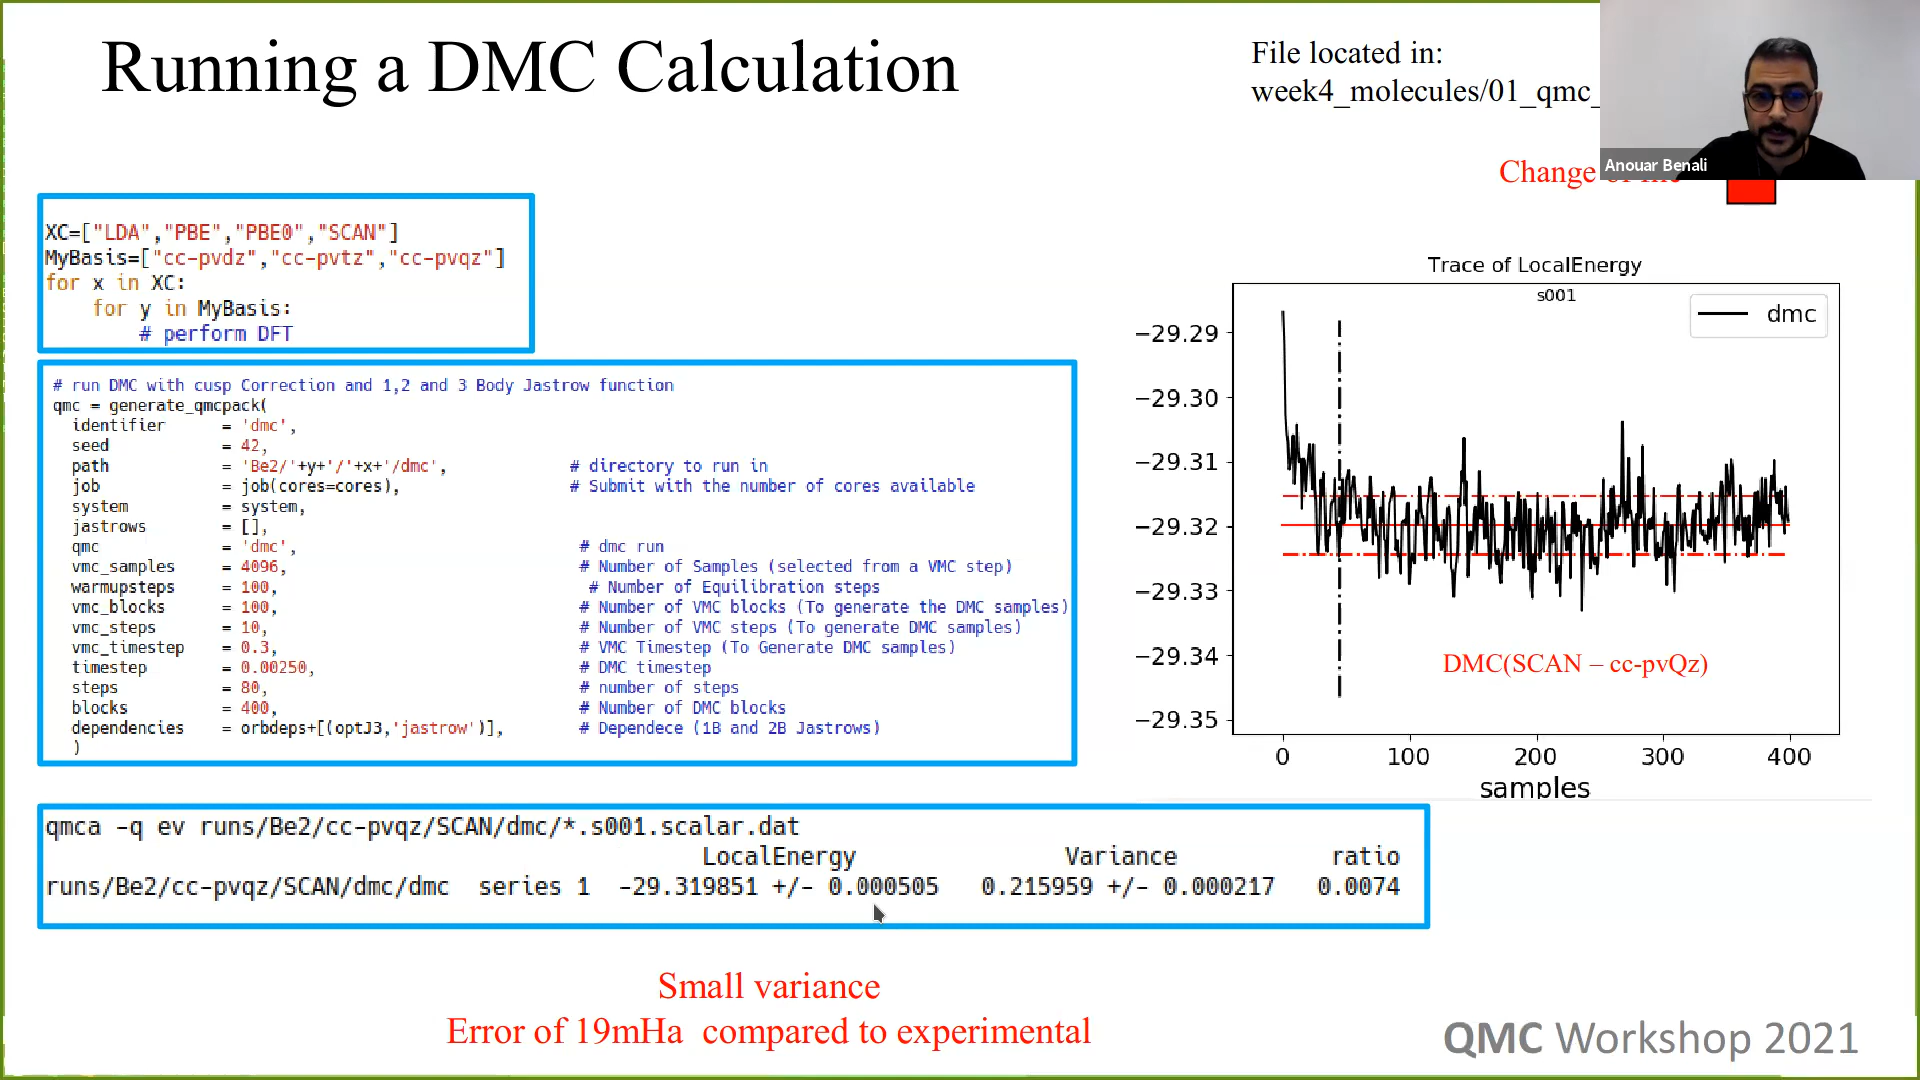 Running a DMC Calculation
File located in:
week4_molecules/01_qmc_
Anouar Benali
Change of
XC=["LDA","PBE","PBE0","SCAN"]
MyBasis=["cc-pvdz","cc-pvtz","cc-pvqz"]
for x in XC:
for y in MyBasis:
# perform DFT
# run DMC with cusp Correction and 1,2 and 3 Body Jastrow function
qmc = generate_qmcpack(
identifier = 'dmc',
seed = 42,
path = 'Be2/'+y+'/'+x+'/dmc', # directory to run in
job = job(cores=cores), # Submit with the number of cores available
system = system,
jastrows = [],
qmc = 'dmc', # dmc run
vmc_samples = 4096, # Number of Samples (selected from a VMC step)
warmupsteps = 100, # Number of Equilibration steps
vmc_blocks = 100, # Number of VMC blocks (To generate the DMC samples)
vmc_steps = 10, # Number of VMC steps (To generate DMC samples)
vmc_timestep = 0.3, # VMC Timestep (To Generate DMC samples)
timestep = 0.00250, # DMC timestep
steps = 80, # number of steps
blocks = 400, # Number of DMC blocks
dependencies = orbdeps+[(optJ3,'jastrow')], # Dependece (1B and 2B Jastrows)
)
Trace of LocalEnergy
s001
dmc
−29.29
−29.30
−29.31
−29.32
−29.33
−29.34
−29.35
DMC(SCAN – cc-pvQz)
0 100 200 300 400
samples
qmca -q ev runs/Be2/cc-pvqz/SCAN/dmc/*.s001.scalar.dat
LocalEnergy Variance ratio
runs/Be2/cc-pvqz/SCAN/dmc/dmc series 1 -29.319851 +/- 0.000505 0.215959 +/- 0.000217 0.0074
Small variance
Error of 19mHa compared to experimental
QMC Workshop 2021